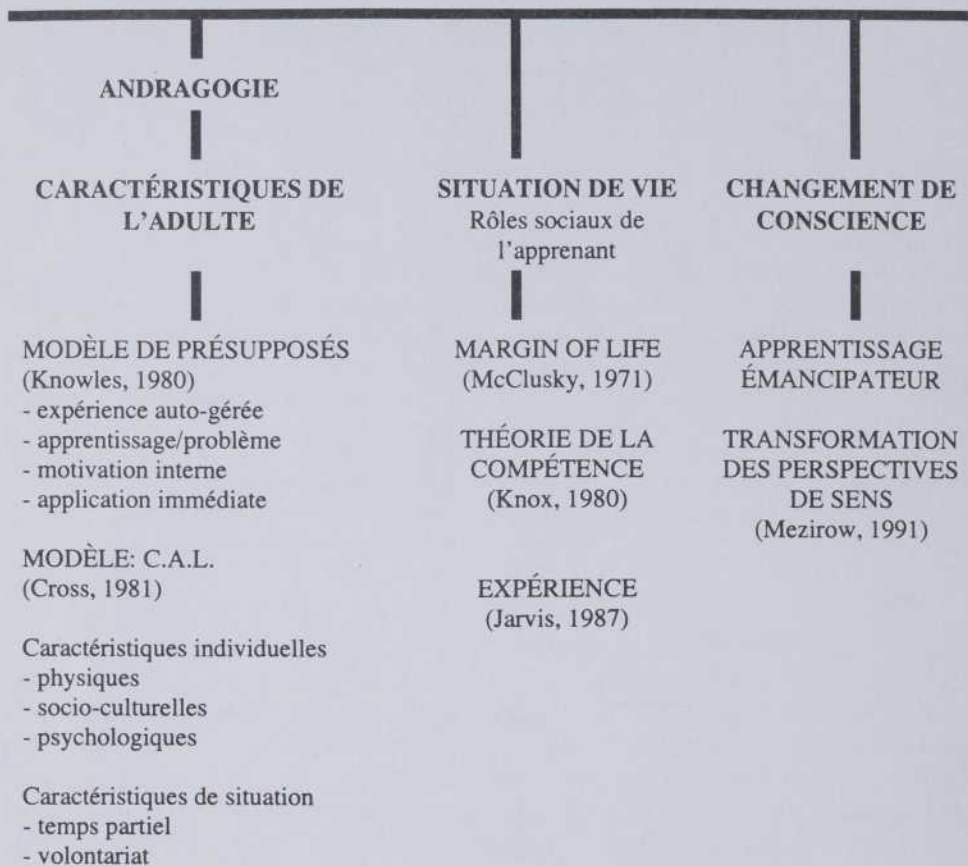 ANDRAGOGIE
CARACTÉRISTIQUES DE
L'ADULTE
MODÈLE DE PRÉSUPPOSÉS
(Knowles, 1980)
- expérience auto-gérée
- apprentissage/problème
- motivation interne
- application immédiate
MODÈLE: C.A.L.
(Cross, 1981)
Caractéristiques individuelles
- physiques
- socio-culturelles
- psychologiques
Caractéristiques de situation
- temps partiel
- volontariat
SITUATION DE VIE
Rôles sociaux de
l'apprenant
MARGIN OF LIFE
(McClusky, 1971)
THÉORIE DE LA
COMPÉTENCE
(Knox, 1980)
EXPÉRIENCE
(Jarvis, 1987)
CHANGEMENT DE
CONSCIENCE
APPRENTISSAGE
ÉMANCIPATEUR
TRANSFORMATION
DES PERSPECTIVES
DE SENS
(Mezirow, 1991)